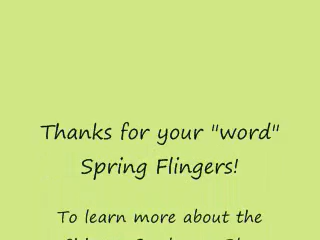 Thanks for your "word"
Spring Flingers!
To learn more about the